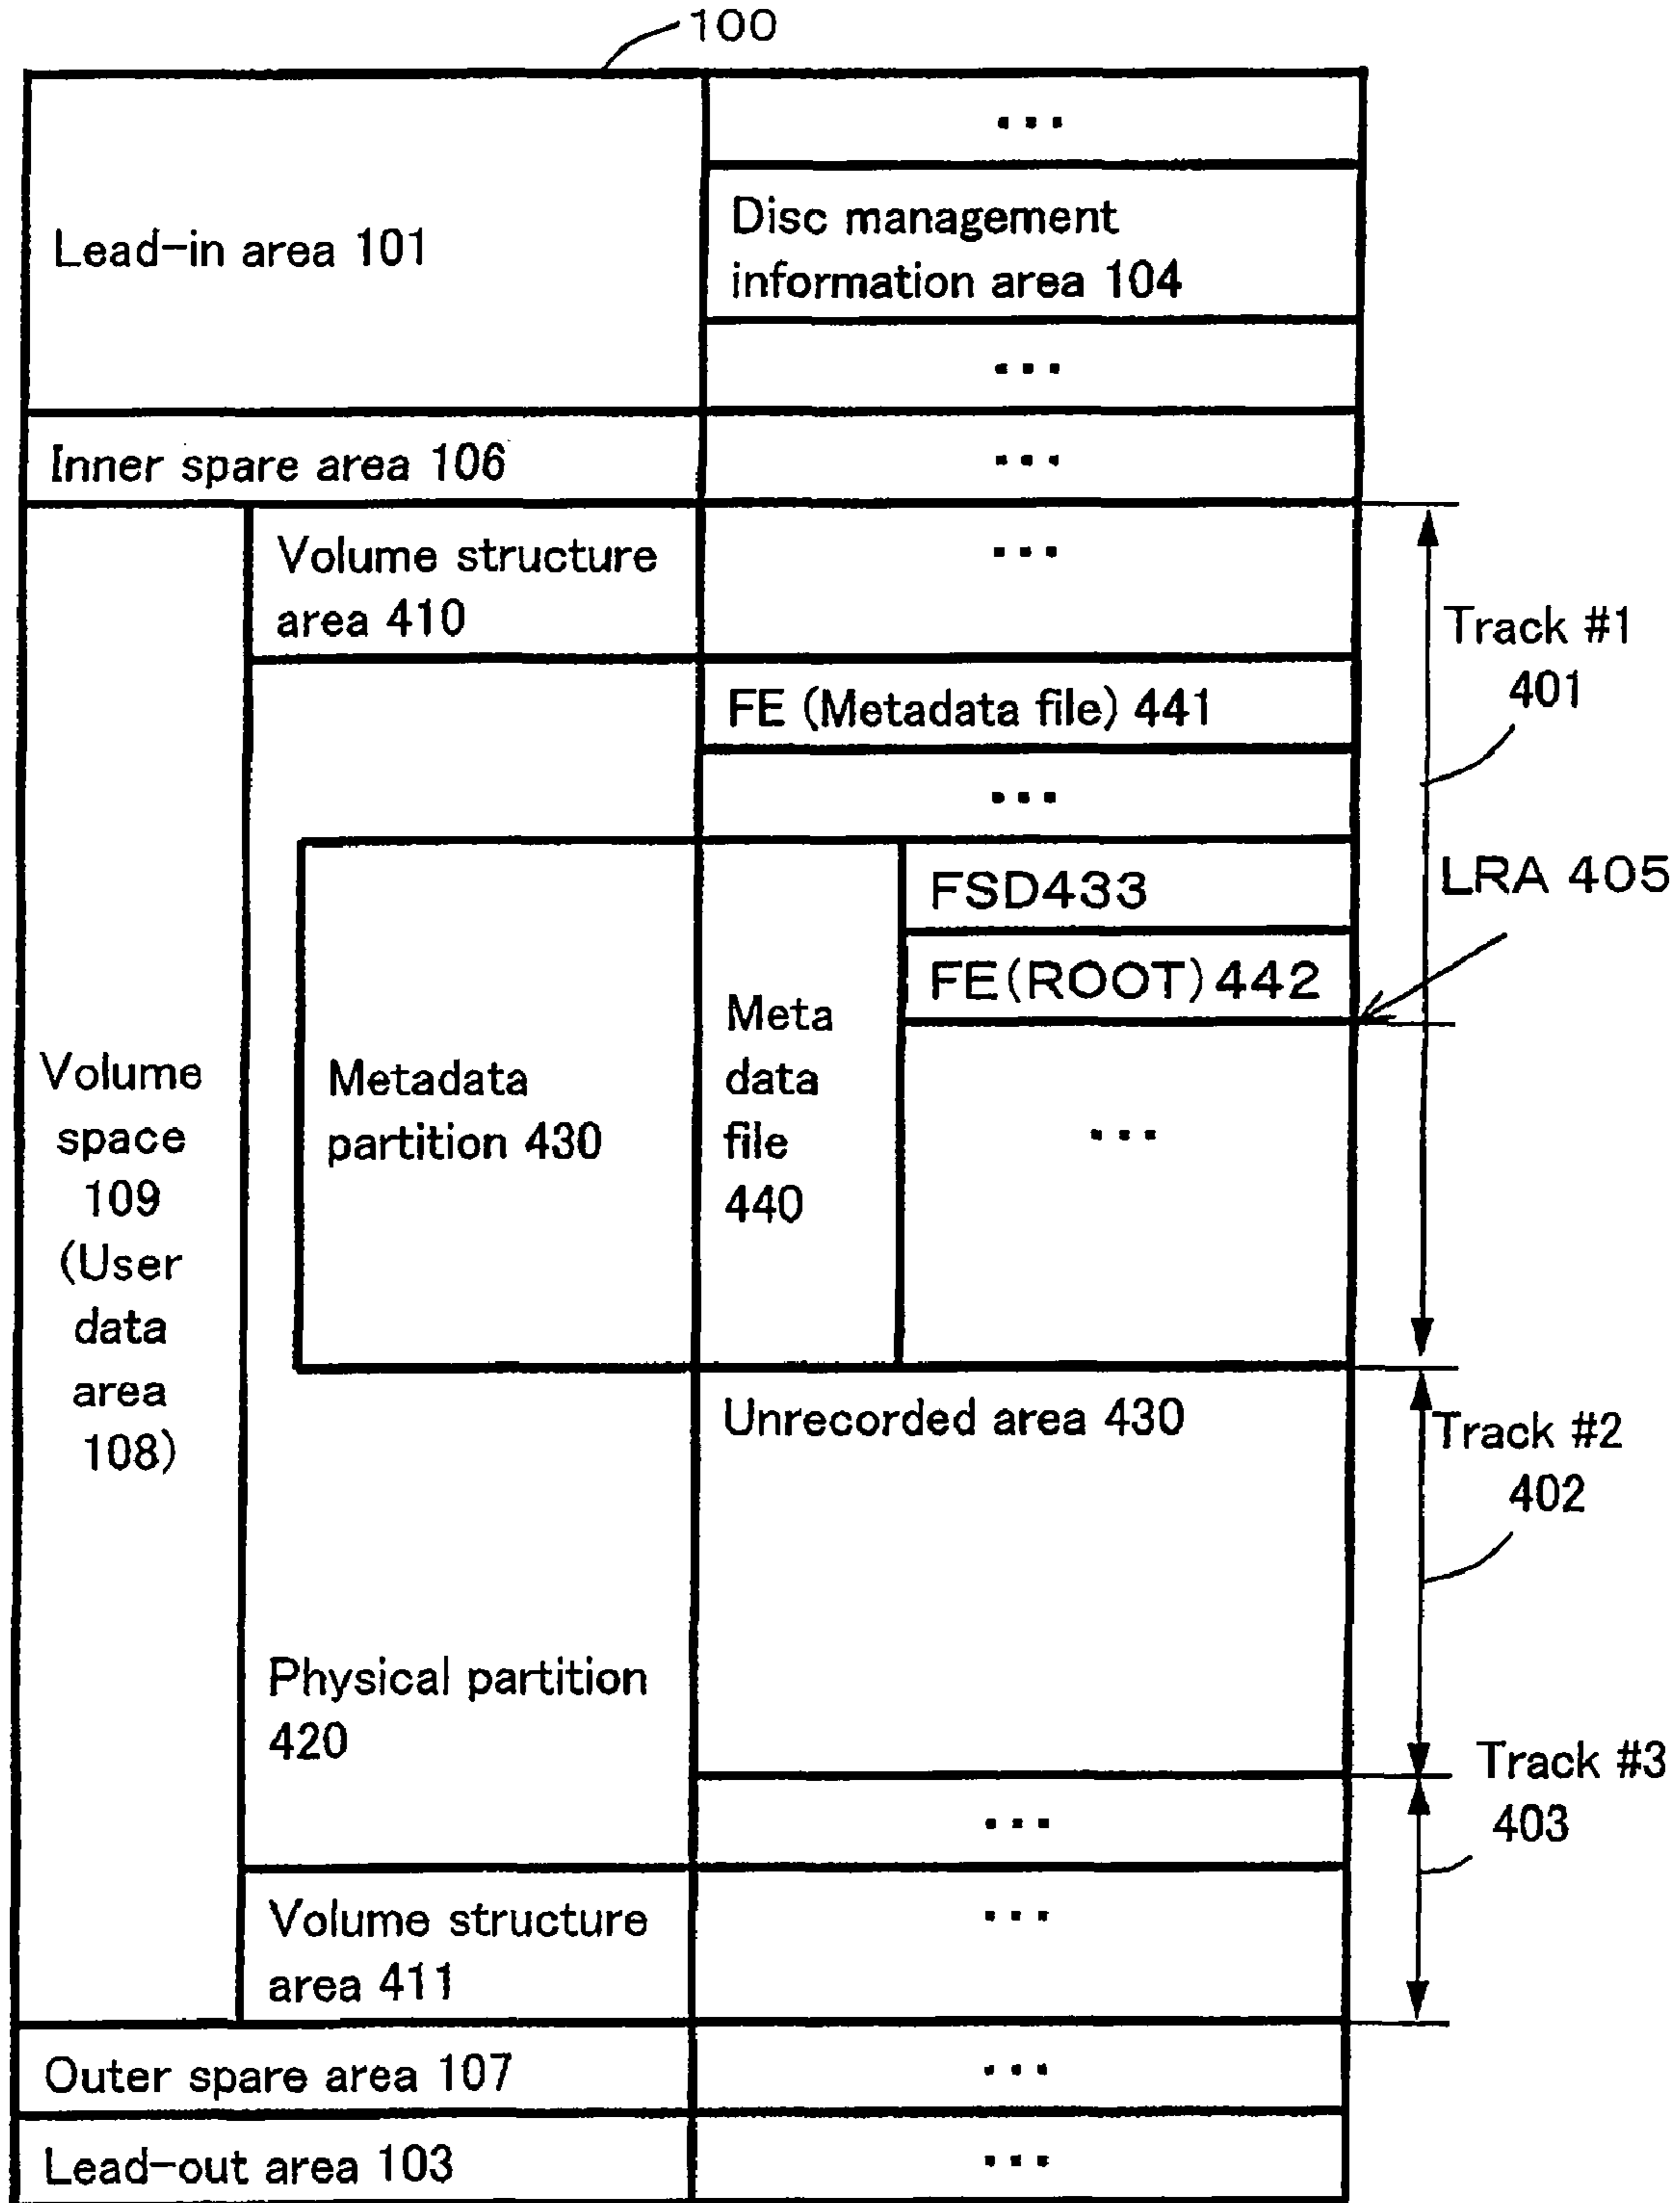 100
...
Lead-in area 101
Disc management
information area 104
...
Inner spare area 106
...
Volume structure
area 410
...
Track #1
401
FE (Metadata file) 441
...
FSD433
LRA 405
FE(ROOT)442
Volume
space
109
(User
data
area
108)
Metadata
partition 430
Meta
data
file
440
...
Unrecorded area 430
Track #2
402
Physical partition
420
Track #3
403
...
Volume structure
area 411
...
Outer spare area 107
...
Lead-out area 103
...